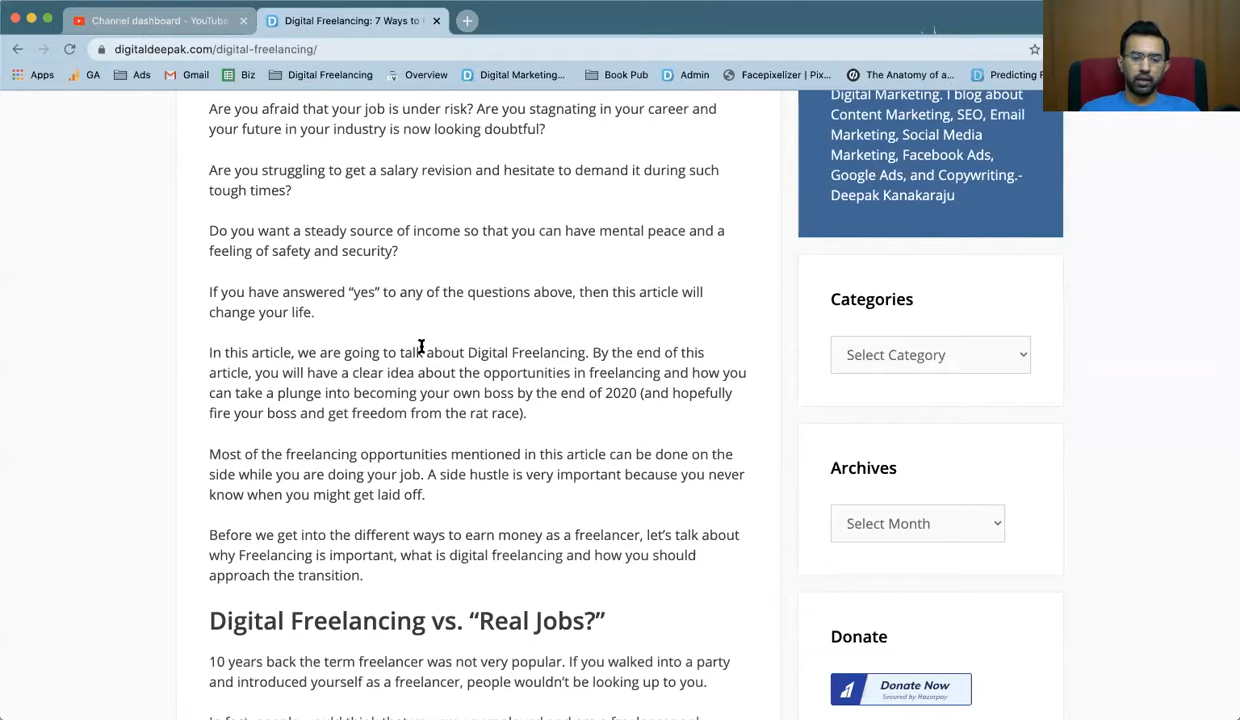 Channel dashboard - YouTube
Digital Freelancing: 7 Ways to
digitaldeepak.com/digital-freelancing/
Apps
GA
Ads
Gmail
Biz
Digital Freelancing
Overview
Digital Marketing...
Book Pub
Admin
Facepixelizer | Pix...
The Anatomy of a...
Predicting
Are you afraid that your job is under risk? Are you stagnating in your career and
your future in your industry is now looking doubtful?
Are you struggling to get a salary revision and hesitate to demand it during such
tough times?
Do you want a steady source of income so that you can have mental peace and a
feeling of safety and security?
If you have answered “yes” to any of the questions above, then this article will
change your life.
In this article, we are going to talk about Digital Freelancing. By the end of this
article, you will have a clear idea about the opportunities in freelancing and how you
can take a plunge into becoming your own boss by the end of 2020 (and hopefully
fire your boss and get freedom from the rat race).
Most of the freelancing opportunities mentioned in this article can be done on the
side while you are doing your job. A side hustle is very important because you never
know when you might get laid off.
Before we get into the different ways to earn money as a freelancer, let’s talk about
why Freelancing is important, what is digital freelancing and how you should
approach the transition.
Digital Freelancing vs. “Real Jobs?”
10 years back the term freelancer was not very popular. If you walked into a party
and introduced yourself as a freelancer, people wouldn’t be looking up to you.
Digital Marketing. I blog about
Content Marketing, SEO, Email
Marketing, Social Media
Marketing, Facebook Ads,
Google Ads, and Copywriting.-
Deepak Kanakaraju
Categories
Select Category
Archives
Select Month
Donate
Donate Now
Secured by Razorpay